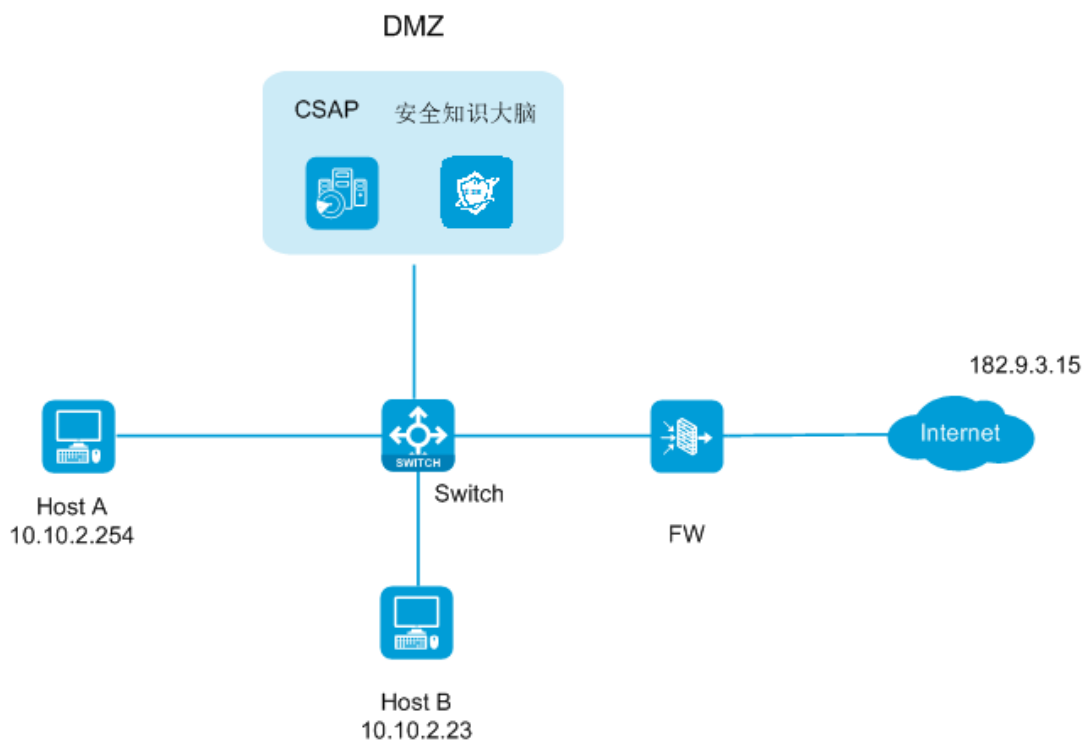 DMZ
CSAP 安全知识大脑
182.9.3.15
Internet
SWITCH
Switch
Host A
10.10.2.254
FW
Host B
10.10.2.23